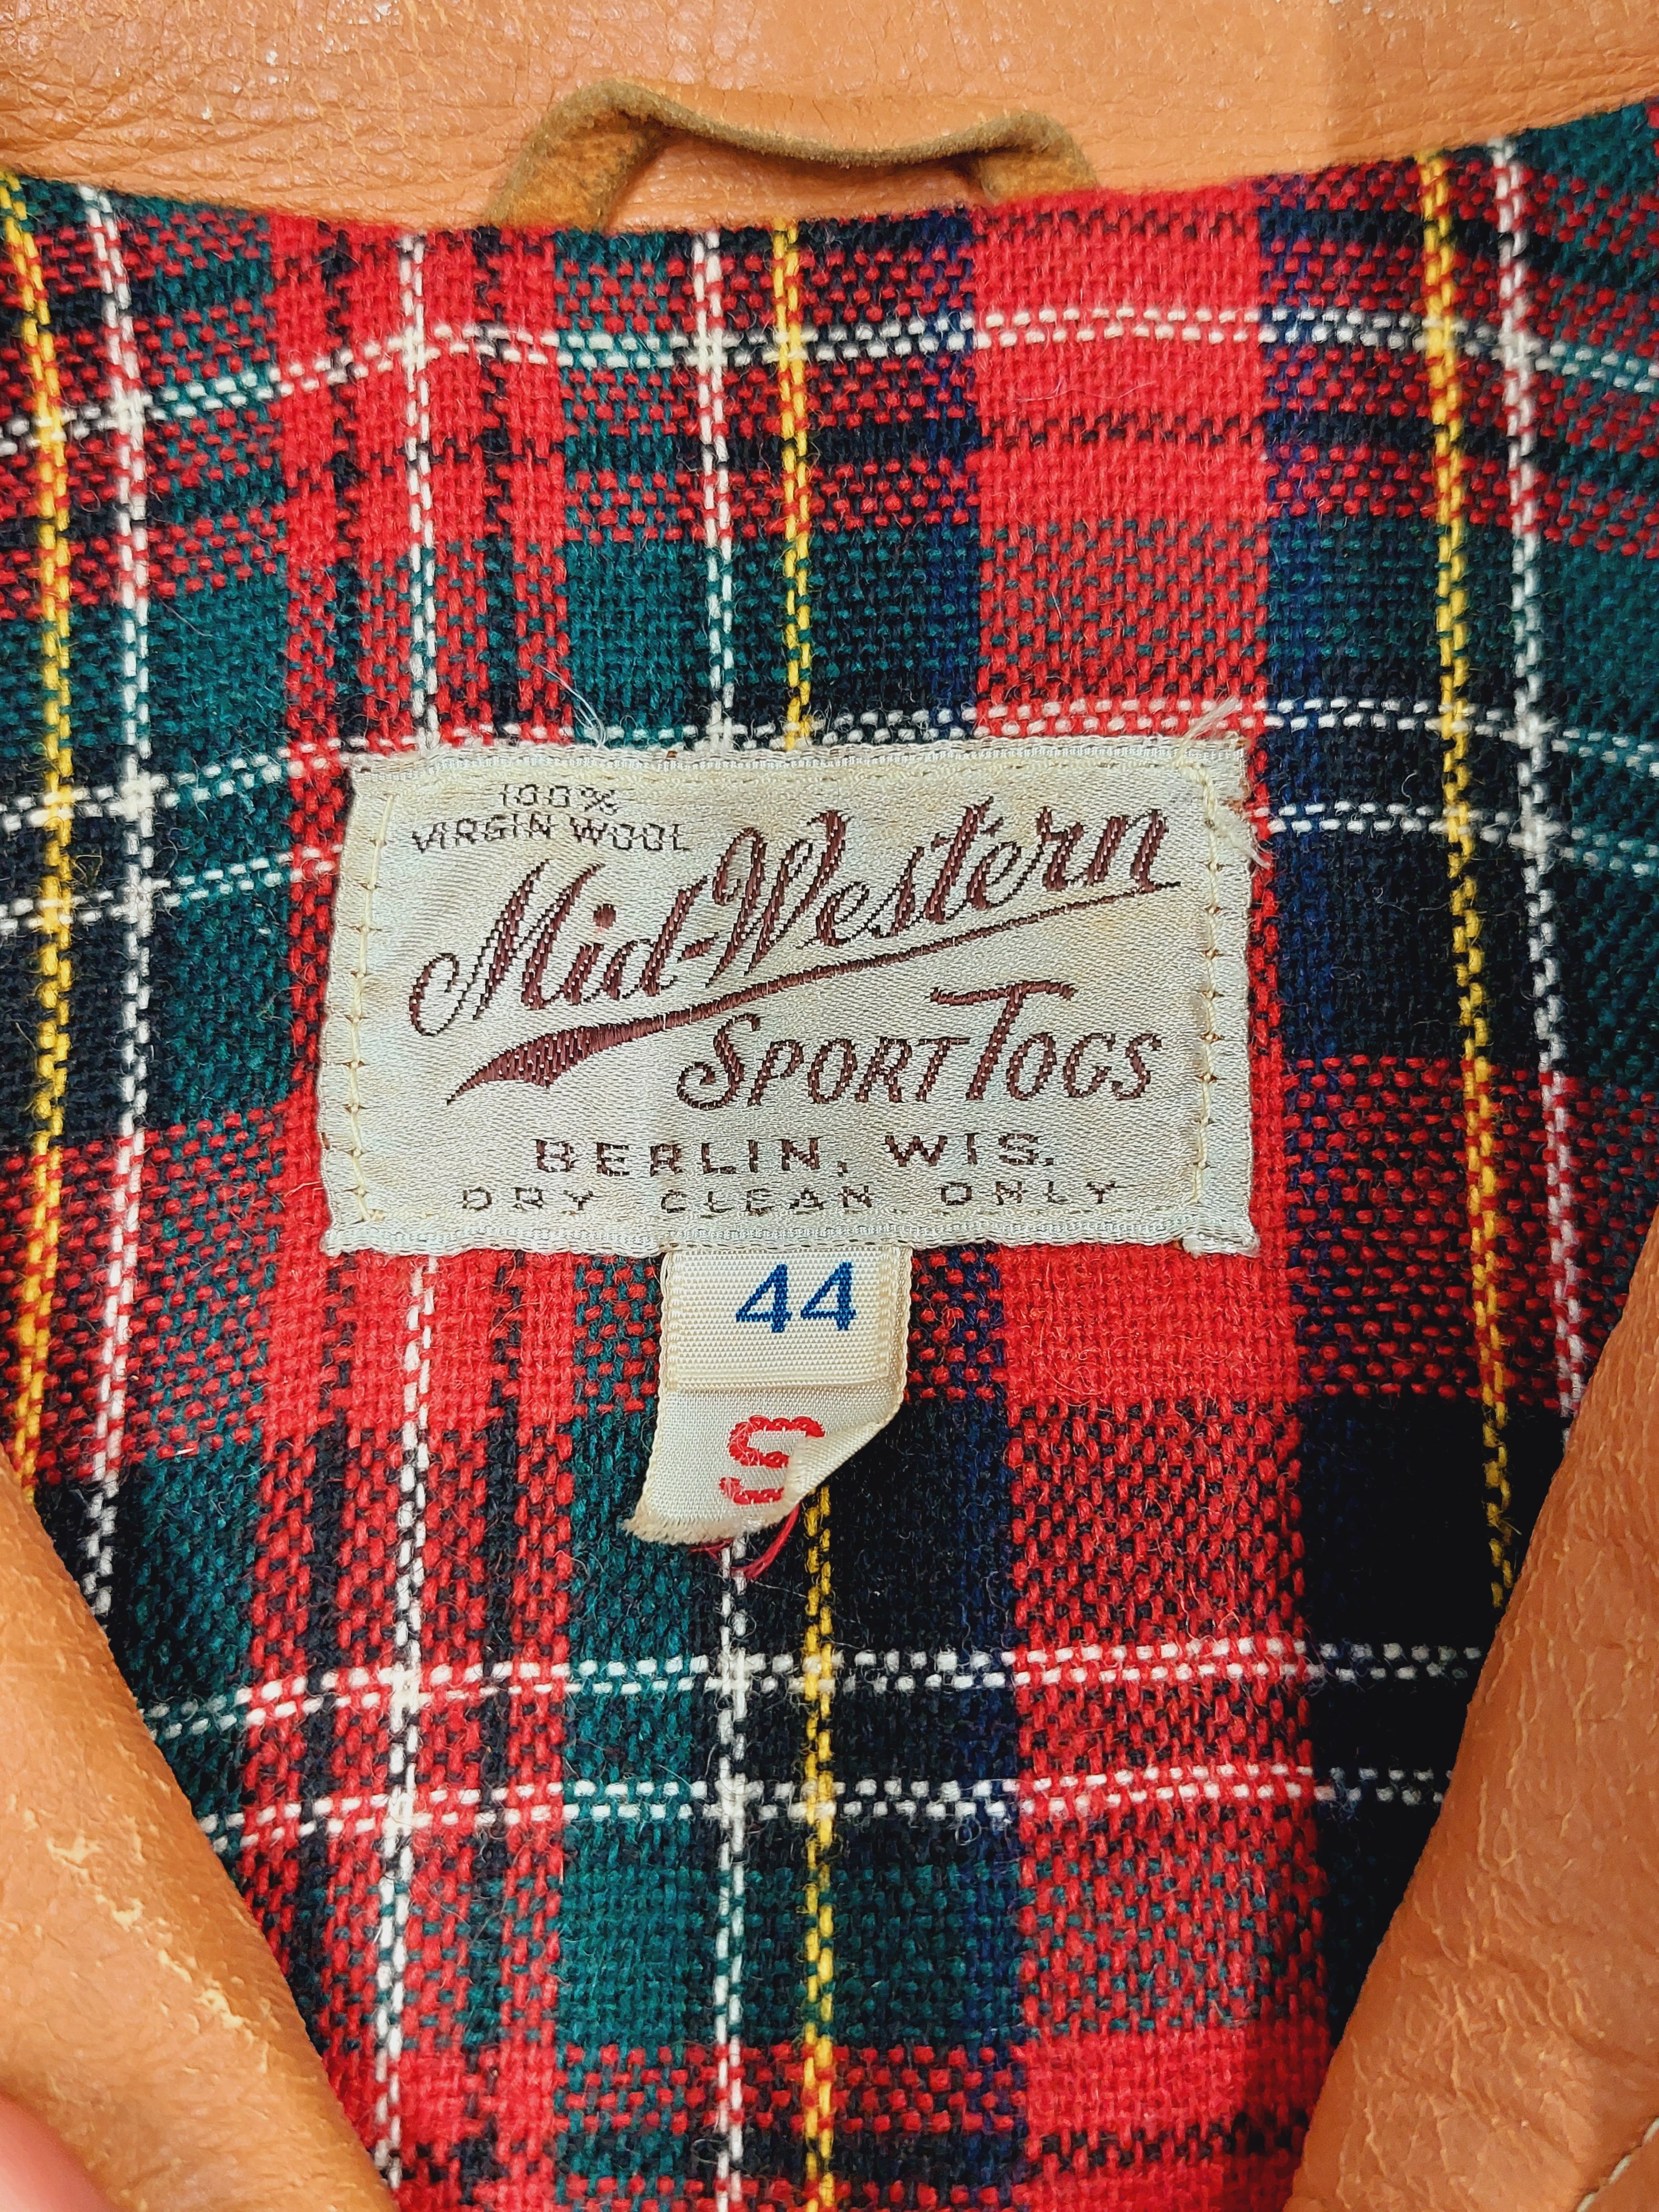 100%
VIRGIN WOOL
Mid-Western
SPORT TOGS
BERLIN, WIS.
DRY CLEAN ONLY
44
S